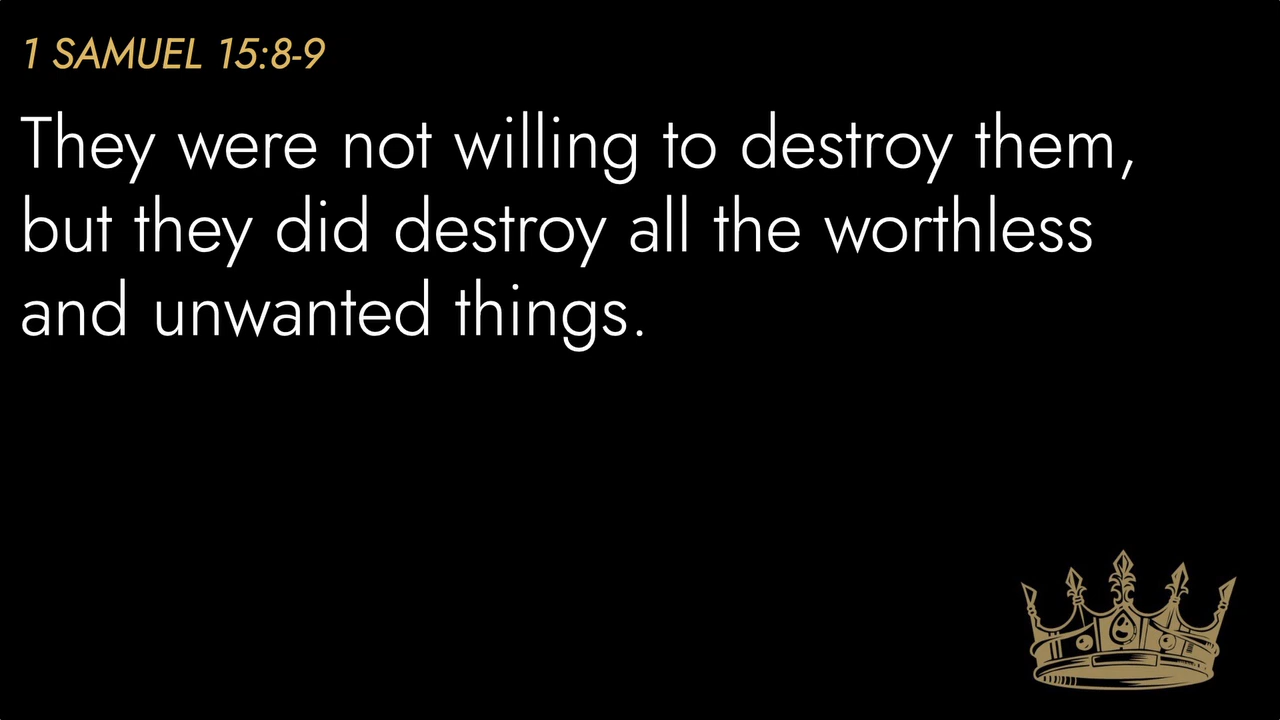 1 SAMUEL 15:8-9
They were not willing to destroy them,
but they did destroy all the worthless
and unwanted things.